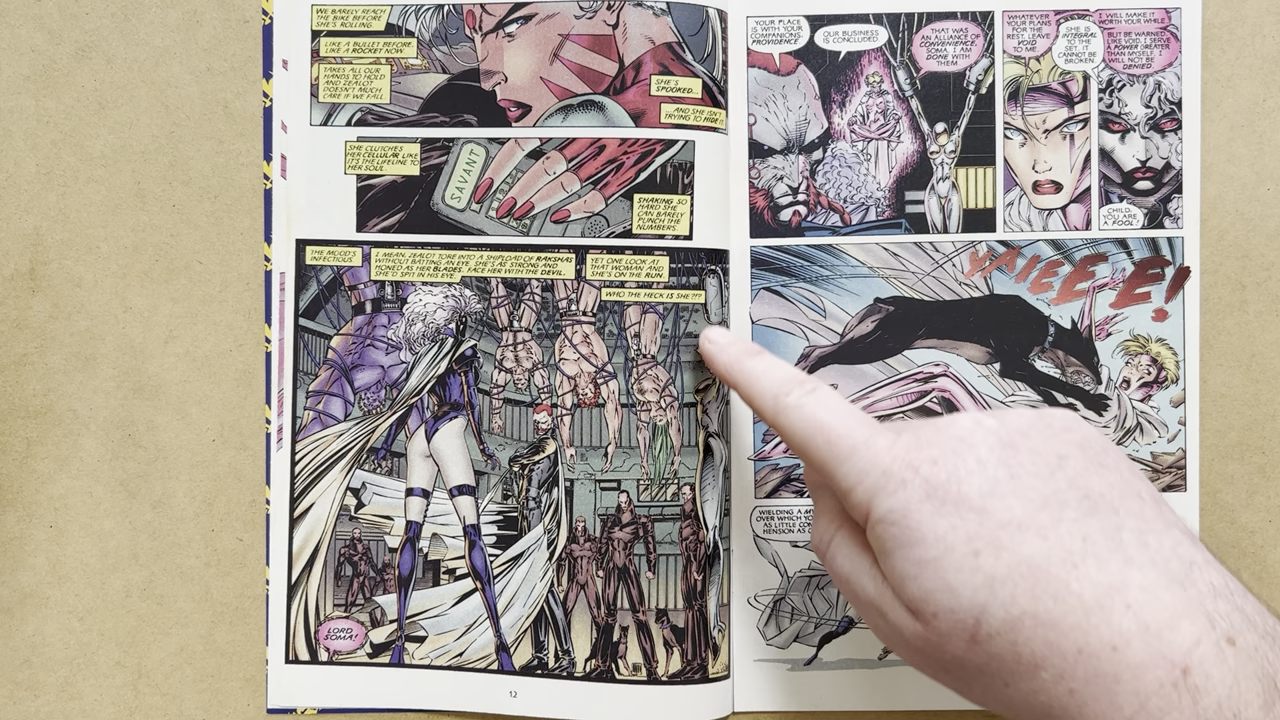 WE BARELY REACH
THE BIKE BEFORE
SHE'S ROLLING.
LIKE A BULLET BEFORE.
LIKE A ROCKET NOW.
TAKES ALL OUR
HANDS TO HOLD
AND ZEALOT
DOESN'T MUCH
CARE IF WE FALL.
SHE'S
SPOOKED...
AND SHE ISN'T
TRYING TO HIDE IT.
SHE CLUTCHES
HER CELLULAR LIKE
IT'S THE LIFELINE TO
HER SOUL.
SAVANT
SHAKING SO
HARD SHE
CAN BARELY
PUNCH THE
NUMBERS.
THE MOOD'S
INFECTIOUS.
I MEAN, ZEALOT TORE INTO A SHIPLOAD OF RAKSHAS
WITHOUT BATTING AN EYE. SHE'S AS STRONG AND
HONED AS HER BLADES. FACE HER WITH THE DEVIL,
SHE'D SPIT IN HIS EYE.
YET ONE LOOK AT
THAT WOMAN AND
SHE'S ON THE RUN.
WHO THE HECK IS SHE?!?
LORD
SOMA!
12
YOUR PLACE
IS WITH YOUR
COMPANIONS,
PROVIDENCE.
OUR BUSINESS
IS CONCLUDED.
THAT WAS
AN ALLIANCE OF
CONVENIENCE,
SOMA. I AM
DONE WITH
THEM.
WHATEVER
YOUR PLANS
FOR THE
REST, LEAVE
VOID
TO ME.
SHE IS
INTEGRAL
TO THE
SET. IT
CANNOT BE
BROKEN.
I WILL MAKE IT
WORTH YOUR WHILE.
BUT BE WARNED.
LIKE VOID, I SERVE
A POWER GREATER
THAN MYSELF. I
WILL NOT BE
DENIED.
CHILD,
YOU ARE
A FOOL!
YAIEEE-E!
WIELDING A
OVER WHICH YO
AS LITTLE CON
HENSION AS C